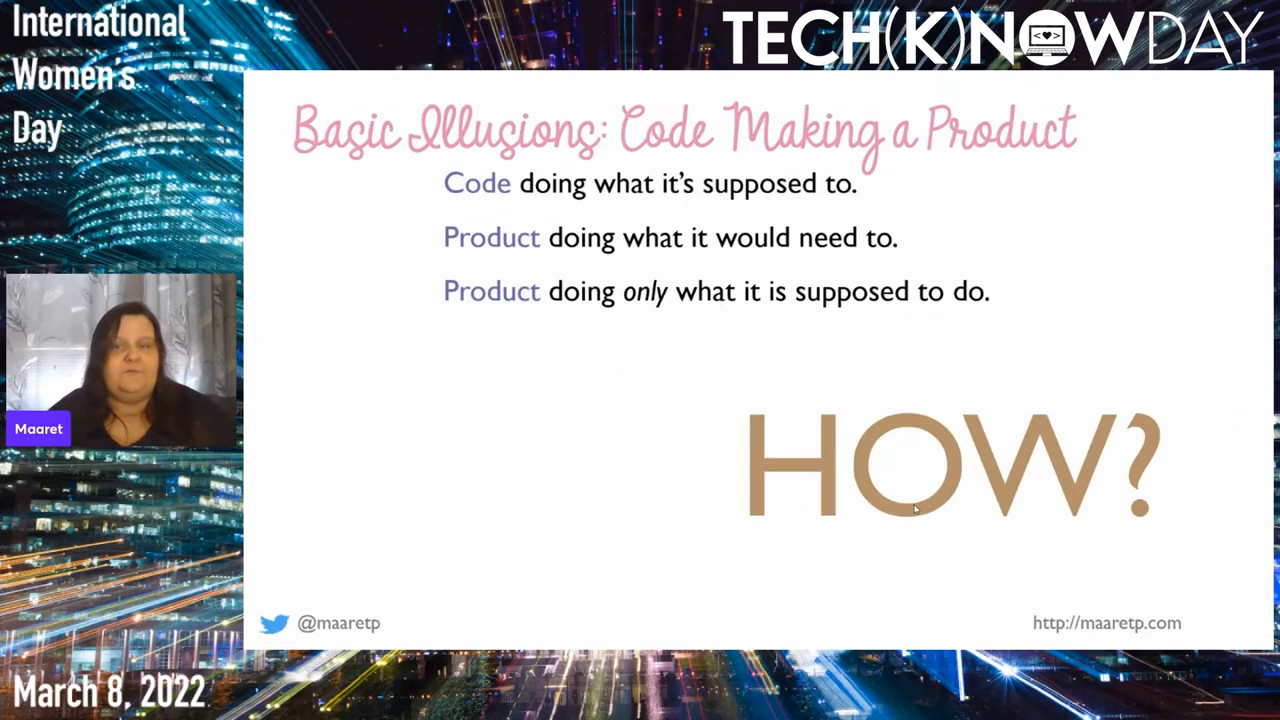 International
Women's
Day
TECH(K)NOWDAY
Basic Illusions: Code Making a Product
Code doing what it's supposed to.
Product doing what it would need to.
Product doing only what it is supposed to do.
HOW?
Maaret
@maaretp
http://maaretp.com
March 8, 2022